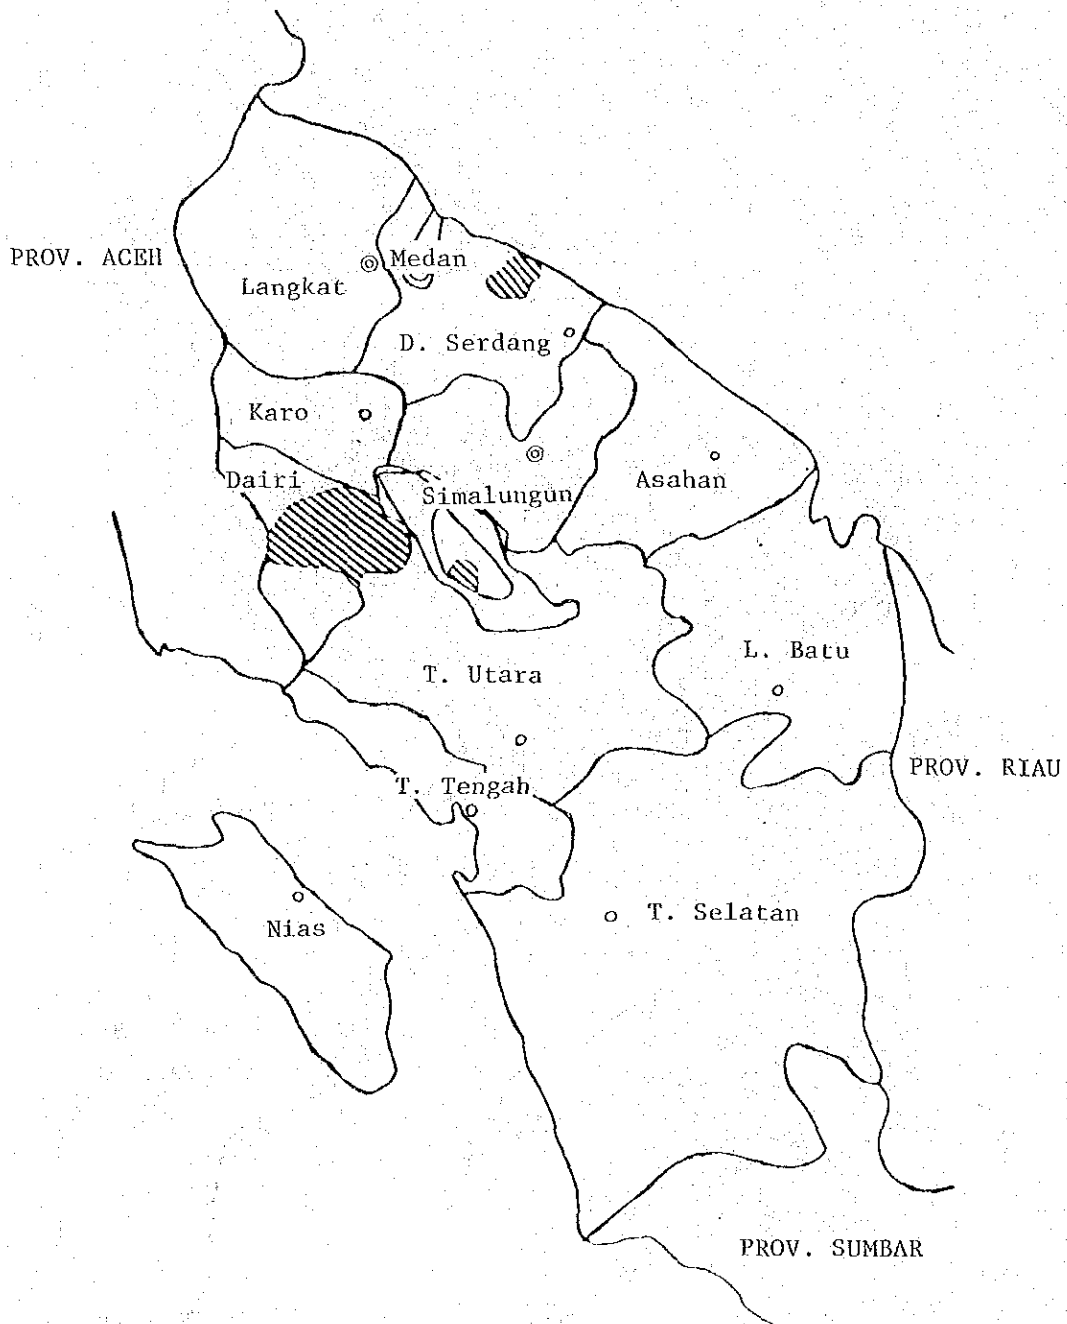 PROV. ACEH
Medan
Langkat
D. Serdang
Karo
Dairi
Simalungun
Asahan
L. Batu
T. Utara
PROV. RIAU
T. Tengah
T. Selatan
Nias
PROV. SUMBAR